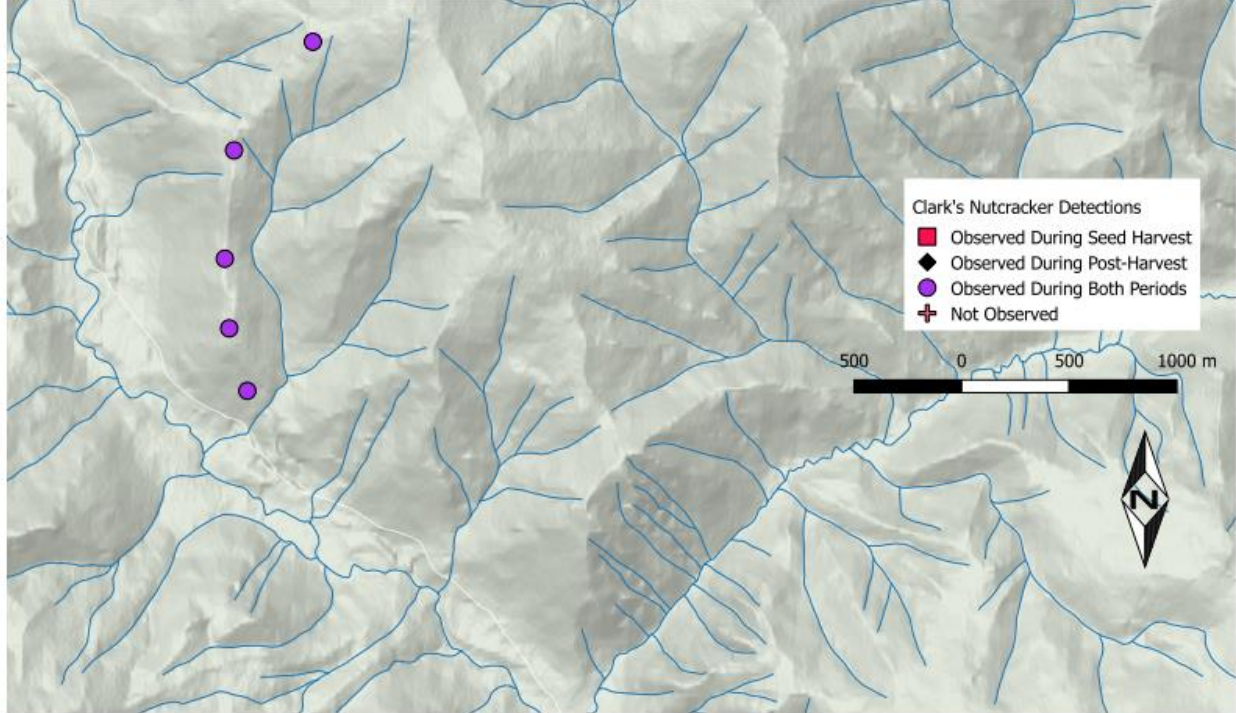 Clark's Nutcracker Detections
Observed During Seed Harvest
Observed During Post-Harvest
Observed During Both Periods
Not Observed
500 0 500 1000 m
N